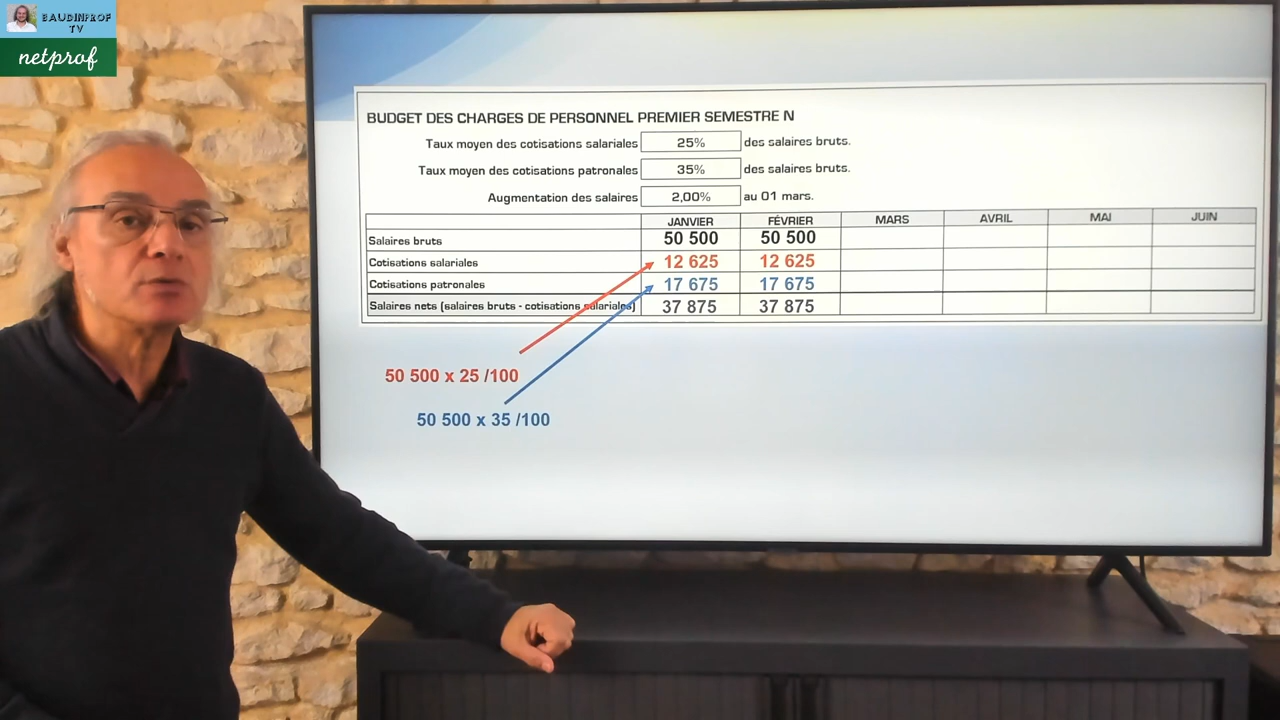 BAUDINPROF
TV
netprof
BUDGET DES CHARGES DE PERSONNEL PREMIER SEMESTRE N
Taux moyen des cotisations salariales 25% des salaires bruts.
Taux moyen des cotisations patronales 35% des salaires bruts.
Augmentation des salaires 2,00% au 01 mars.
JANVIER FÉVRIER MARS AVRIL MAI JUIN
Salaires bruts 50 500 50 500
Cotisations salariales 12 625 12 625
Cotisations patronales 17 675 17 675
Salaires nets (salaires bruts - cotisations salariales) 37 875 37 875
50 500 x 25 /100
50 500 x 35 /100